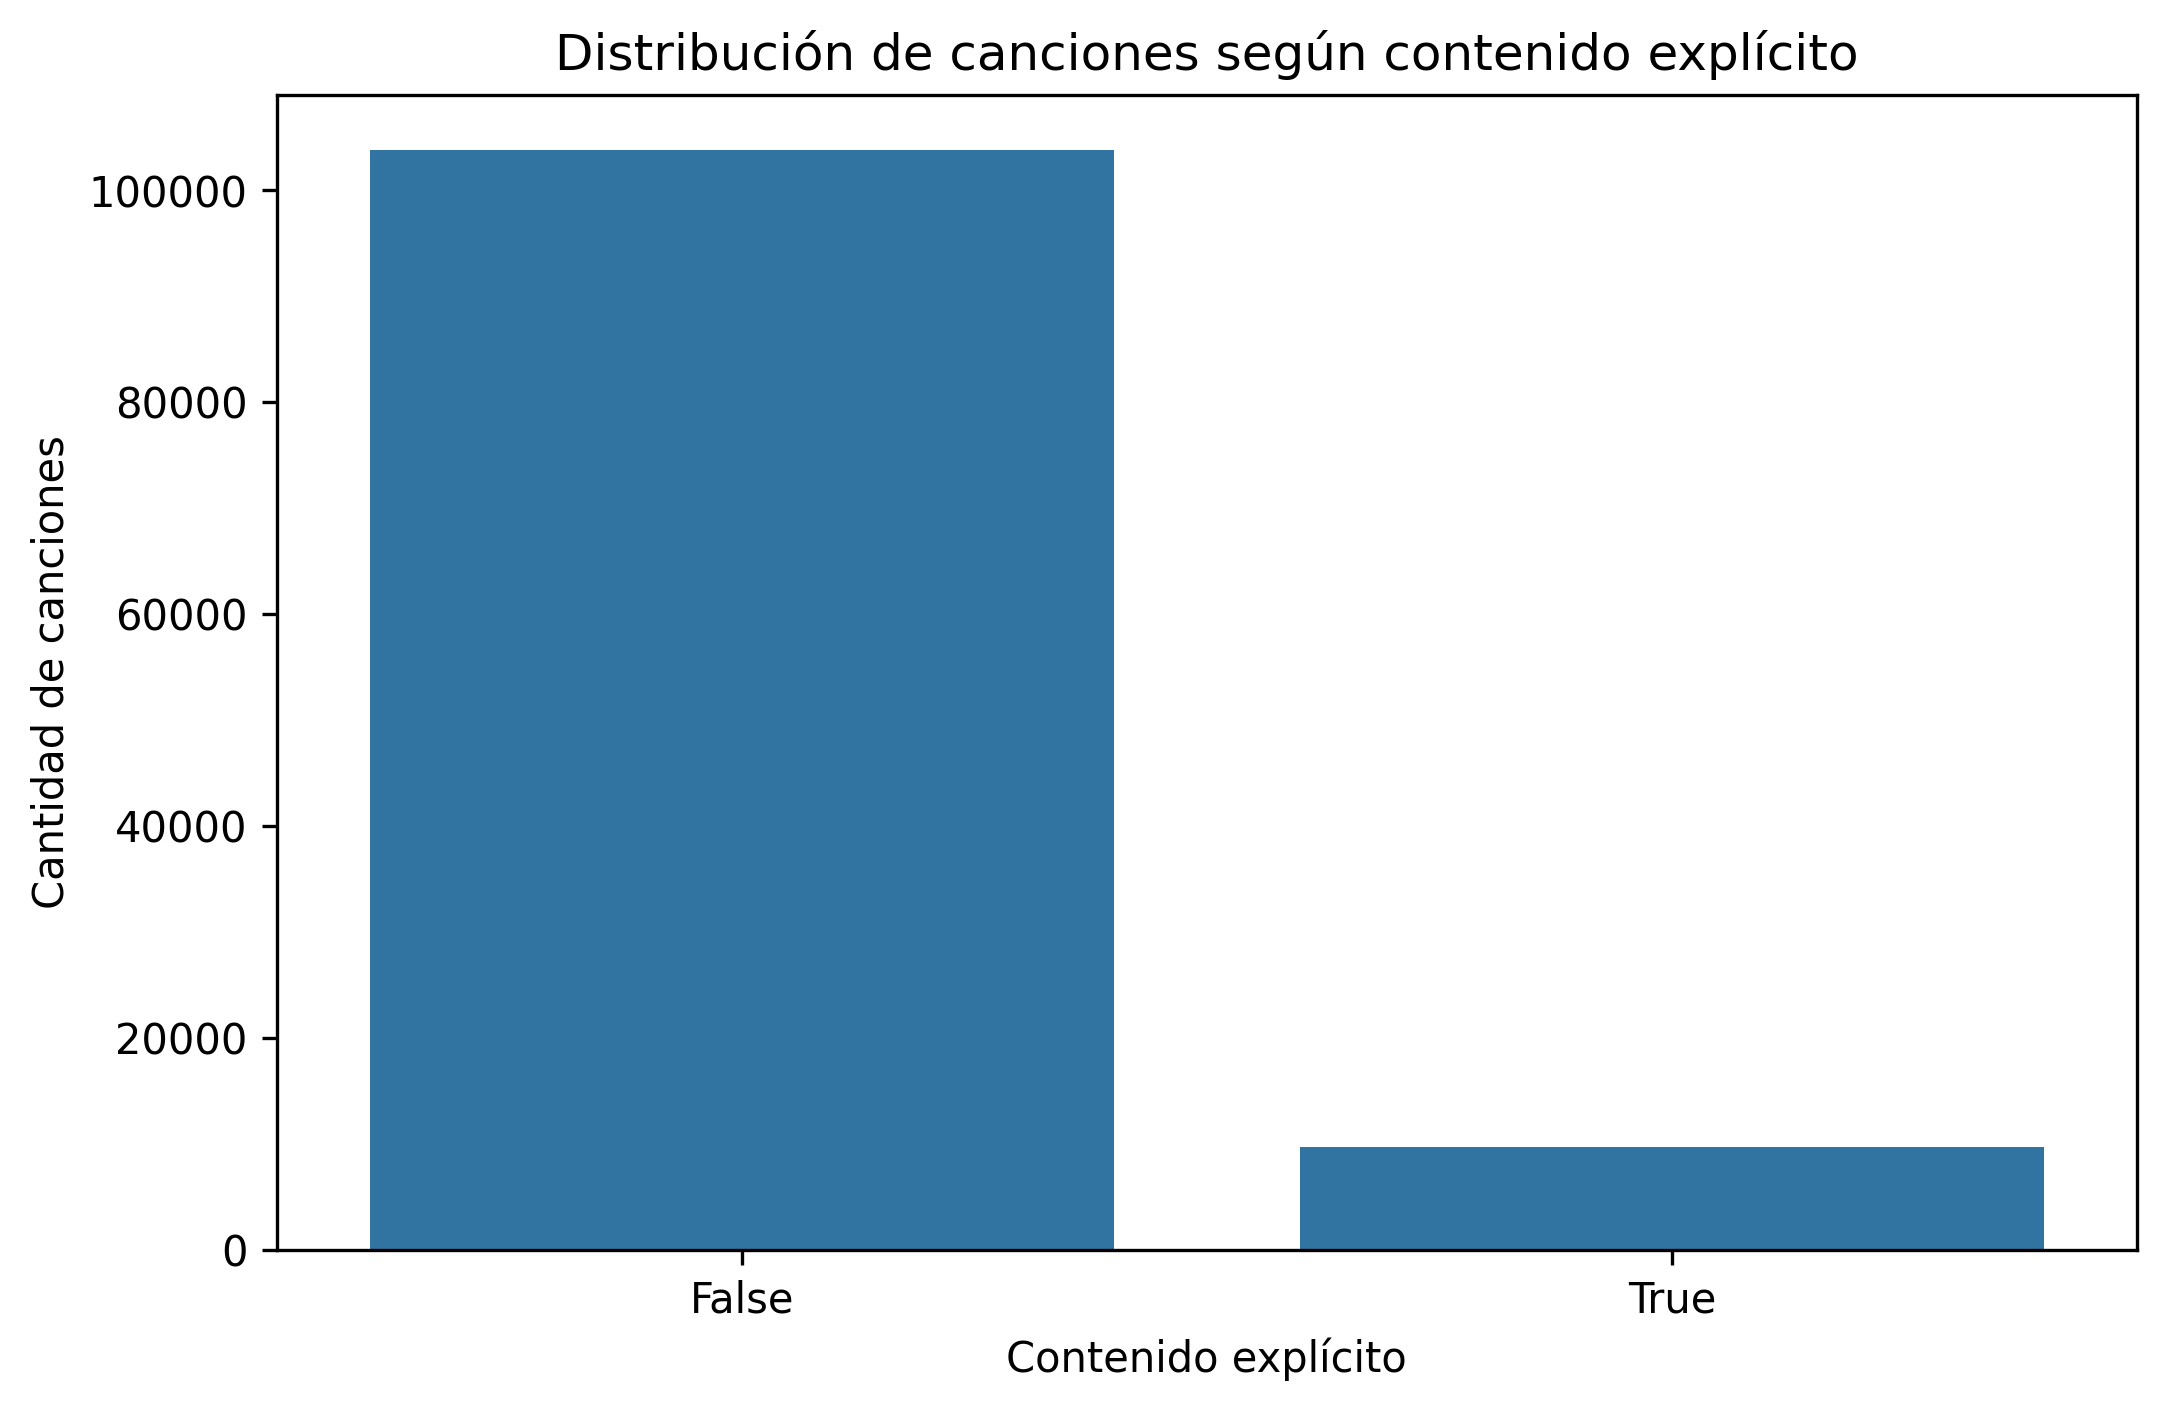 Distribución de canciones según contenido explícito
100000
80000
60000
40000
20000
0
Cantidad de canciones
False
True
Contenido explícito